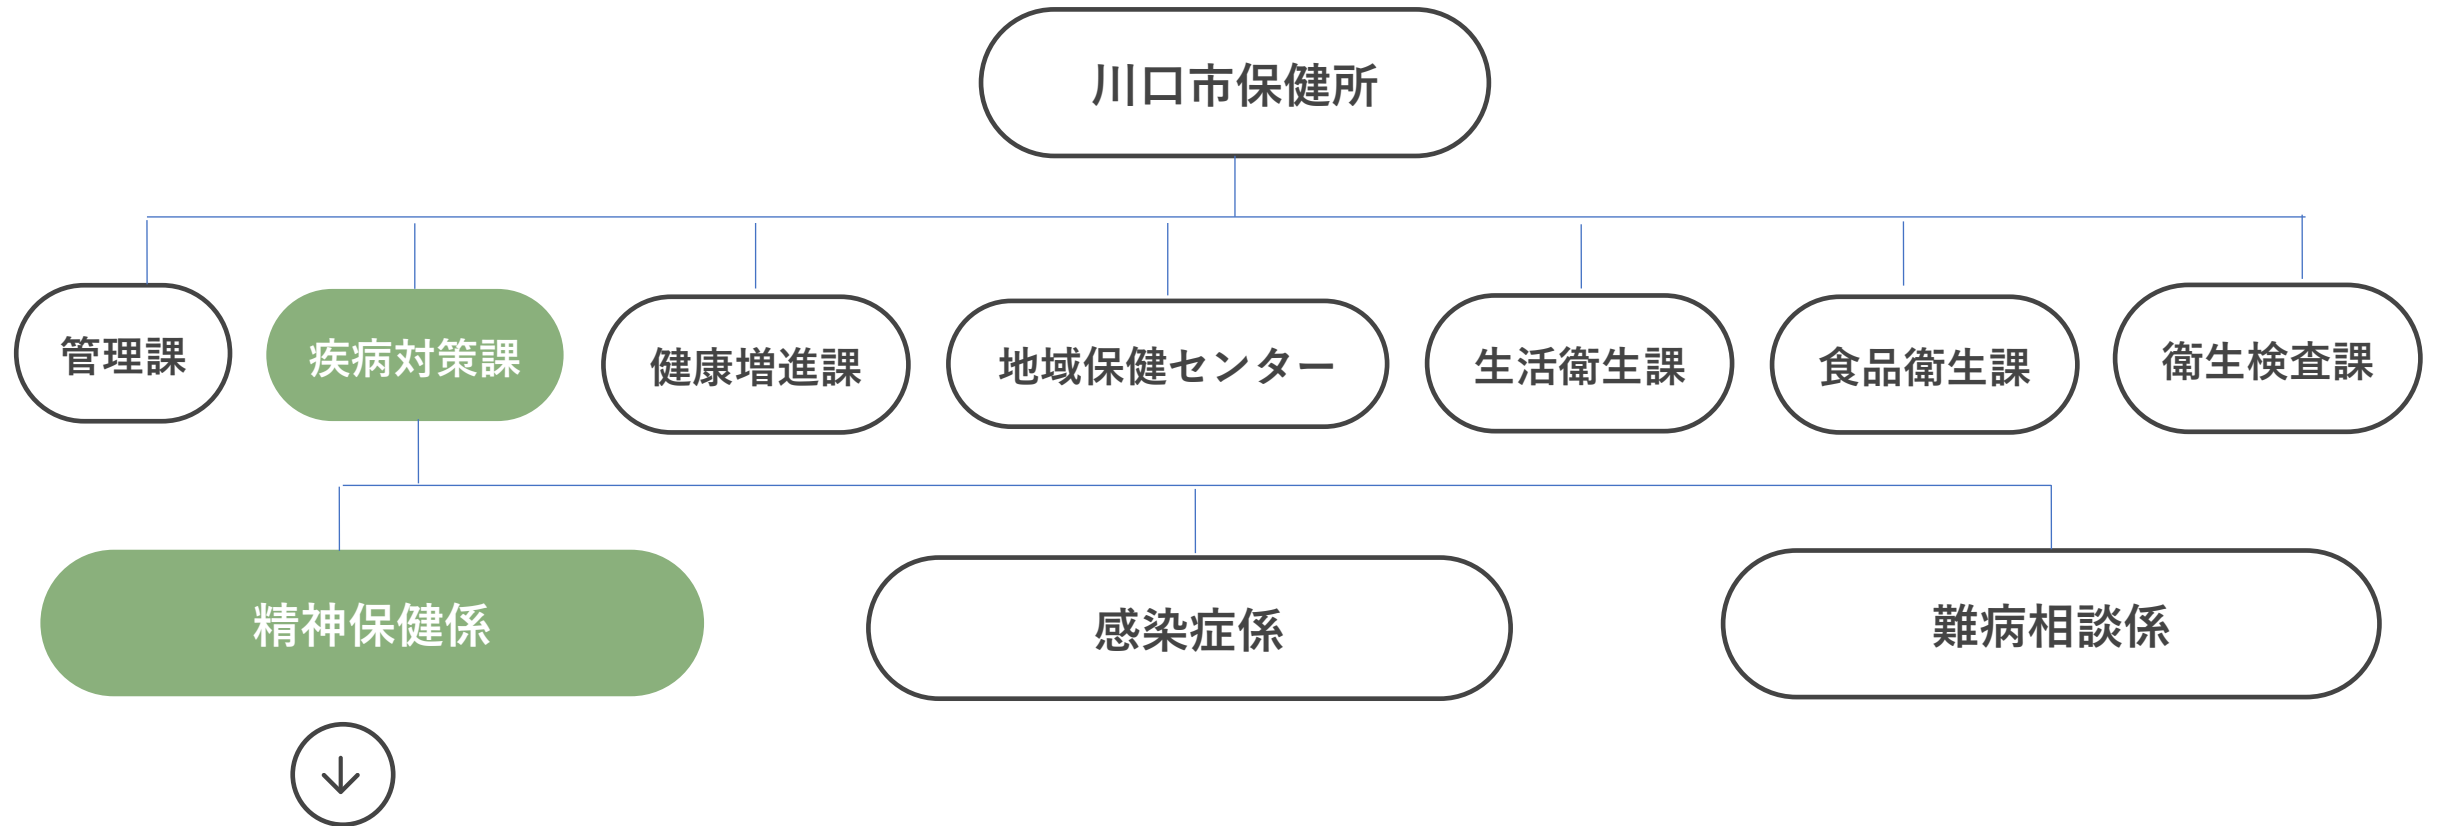 川口市保健所
管理課
疾病対策課
健康増進課
地域保健センター
生活衛生課
食品衛生課
衛生検査課
精神保健係
感染症係
難病相談係